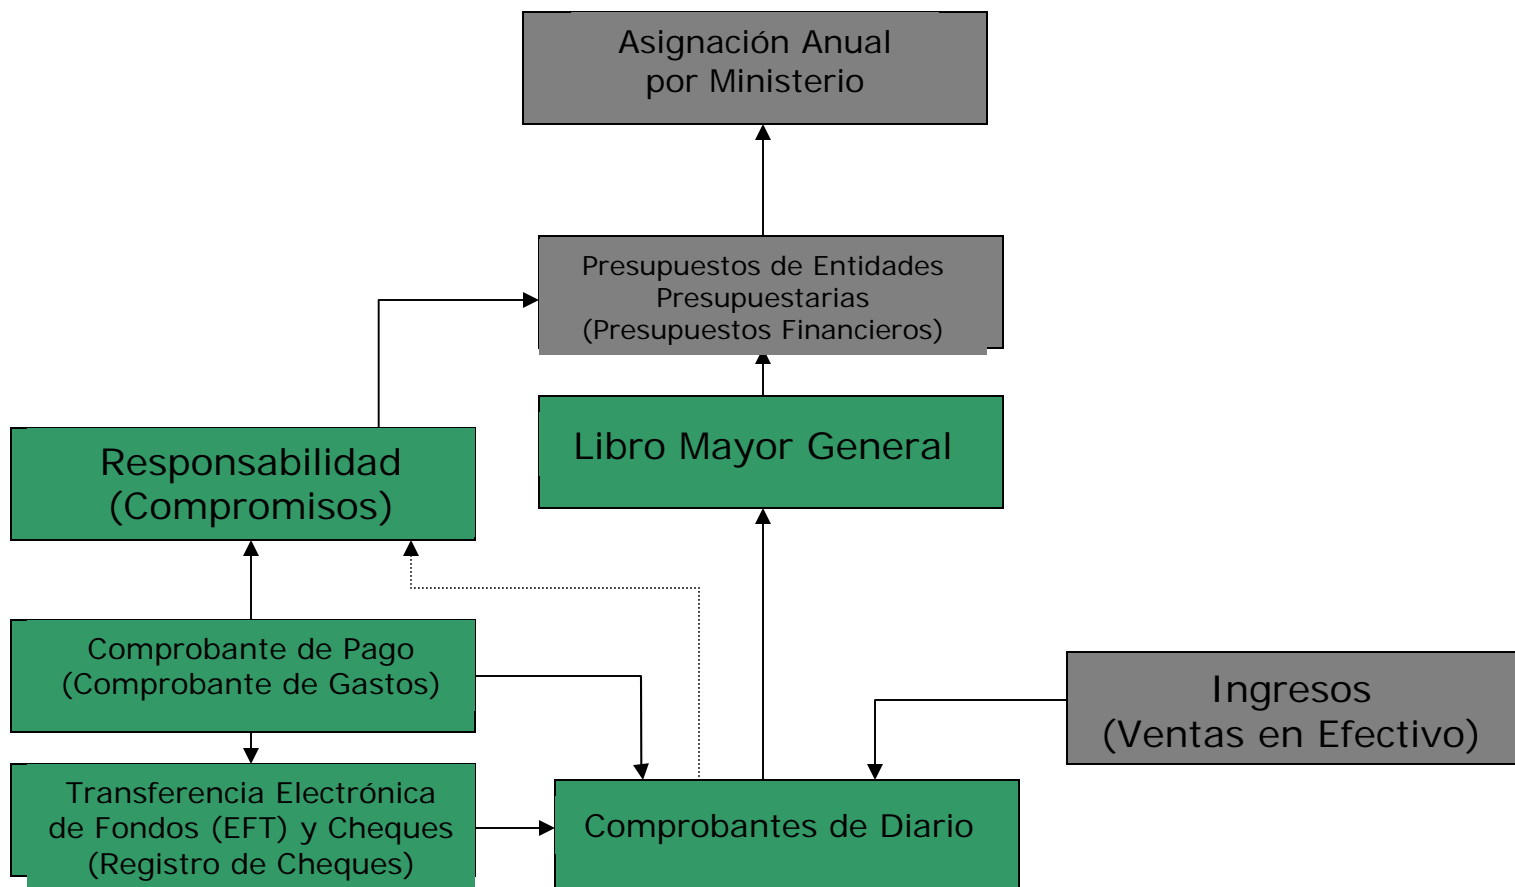 Asignación Anual
por Ministerio
Presupuestos de Entidades
Presupuestarias
(Presupuestos Financieros)
Libro Mayor General
Responsabilidad
(Compromisos)
Comprobante de Pago
(Comprobante de Gastos)
Ingresos
(Ventas en Efectivo)
Transferencia Electrónica
de Fondos (EFT) y Cheques
(Registro de Cheques)
Comprobantes de Diario